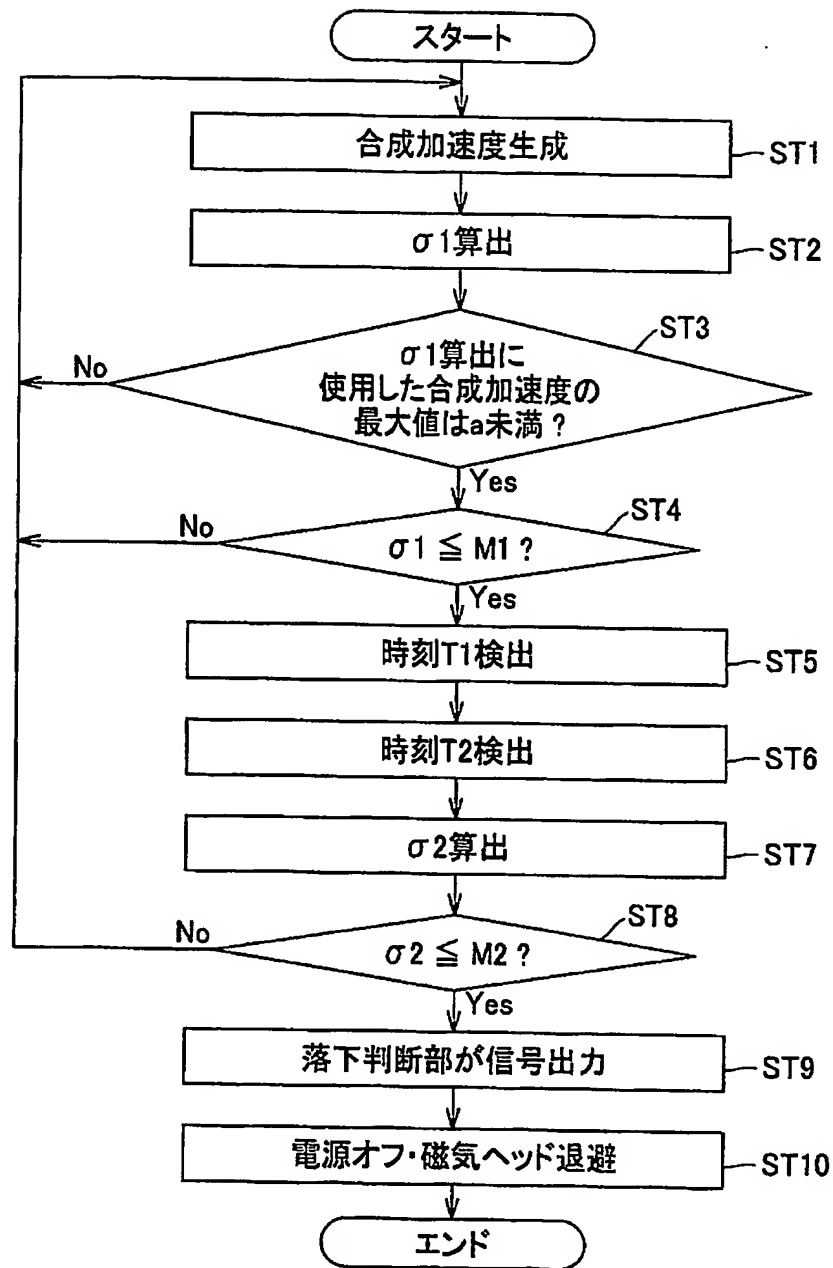 スタート
合成加速度生成
ST1
σ1算出
ST2
ST3
No
σ1算出に
使用した合成加速度の
最大値はa未満?
Yes
ST4
No
σ1 ≦ M1?
Yes
時刻T1検出
ST5
時刻T2検出
ST6
σ2算出
ST7
ST8
No
σ2 ≦ M2?
Yes
落下判断部が信号出力
ST9
電源オフ・磁気ヘッド退避
ST10
エンド